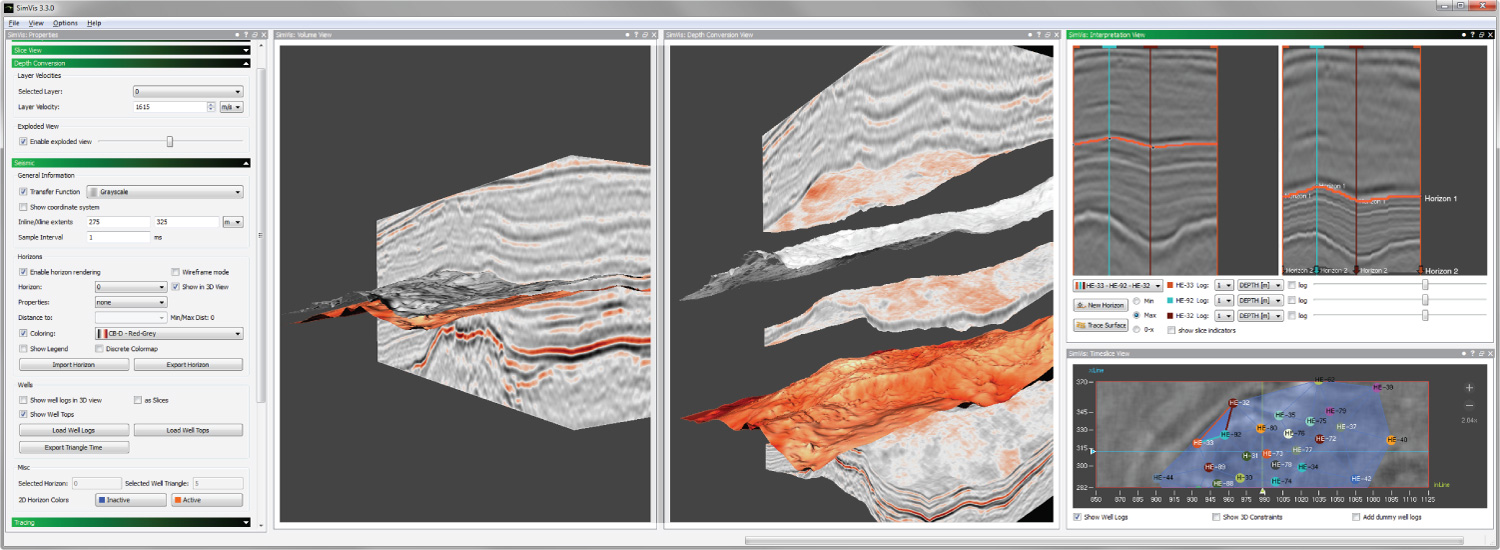 SimVis 3.3.0
File View Options Help
SimVis: Properties
Slice View
Depth Conversion
Layer Velocities
Selected Layer: 0
Layer Velocity: 1615 m/s
Exploded View
Enable exploded view
Seismic
General Information
Transfer Function Grayscale
Show coordinate system
Inline/Xline extents 275 325 m
Sample Interval 1 ms
Horizons
Enable horizon rendering Wireframe mode
Horizon: 0 Show in 3D View
Properties: none
Distance to: Min/Max Dist: 0
Coloring: CB-D - Red-Grey
Show Legend Discrete Colormap
Import Horizon Export Horizon
Wells
Show well logs in 3D view as Slices
Show Well Tops
Load Well Logs Load Well Tops
Export Triangle Time
Misc
Selected Horizon: 0 Selected Well Triangle: 5
2D Horizon Colors Inactive Active
Tracing
SimVis: Volume View
SimVis: Depth Conversion View
SimVis: Interpretation View
Horizon 1
Horizon 1
Horizon 1
Horizon 1
Horizon 2 Horizon 2 Horizon 2
HE-33 - HE-92 - HE-32 HE-33 Log: 1 DEPTH [m] log
New Horizon Min HE-92 Log: 1 DEPTH [m] log
Max HE-32 Log: 1 DEPTH [m] log
Trace Surface 0-x show slice indicators
SimVis: Timeslice View
xnLine
370
345
330
315
300
282
HE-62
HE-39
HE-32
HE-35
HE-79
HE-75
HE-37
HE-80
HE-76
HE-92
HE-72
HE-40
HE-33
HE-77
HE-73
H-31
HE-89
HE-78
HE-34
HE-44
H-30
HE-88
HE-74
HE-42
+
2.04x
inLine
850 870 885 900 915 930 945 960 975 990 1005 1020 1035 1050 1065 1080 1095 1110 1125
Show Well Logs Show 3D Constraints Add dummy well logs